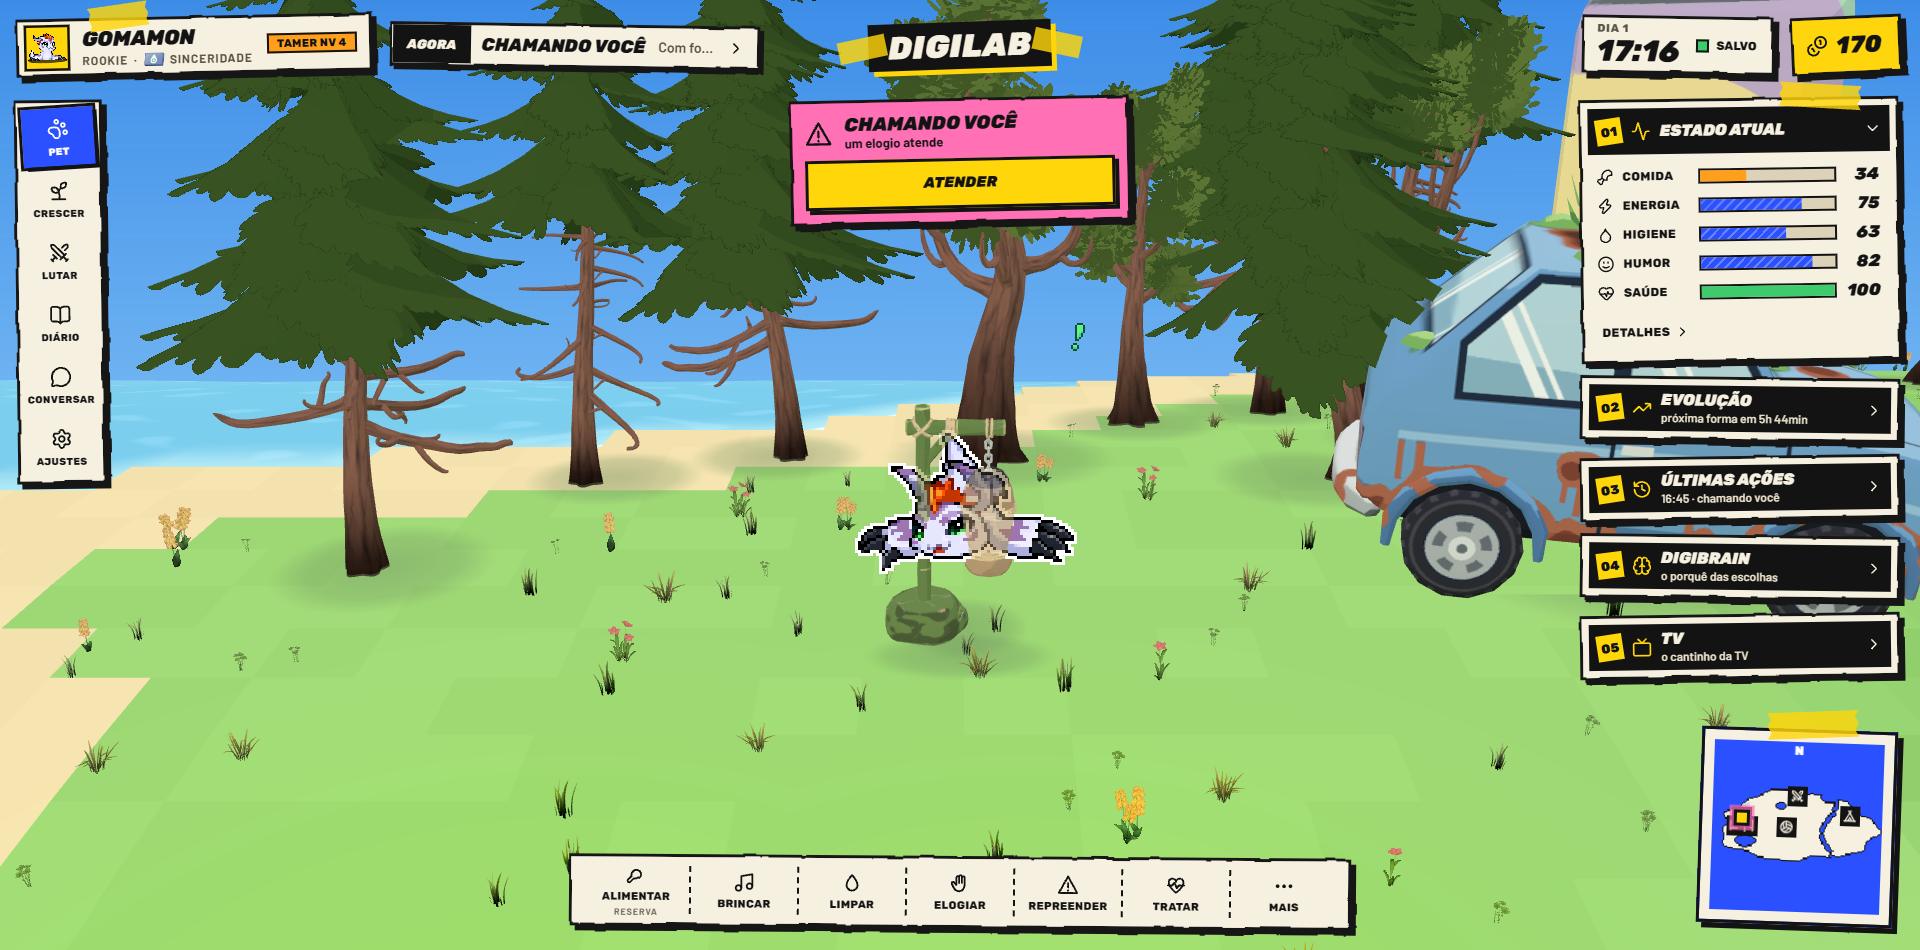 GOMAMON
ROOKIE · SINCERIDADE
TAMER NV 4
AGORA
CHAMANDO VOCÊ Com fo...
DIGILAB
DIA 1
17:16
SALVO
170
PET
CRESCER
LUTAR
DIÁRIO
CONVERSAR
AJUSTES
CHAMANDO VOCÊ
um elogio atende
ATENDER
01 ESTADO ATUAL
COMIDA 34
ENERGIA 75
HIGIENE 63
HUMOR 82
SAÚDE 100
DETALHES
02 EVOLUÇÃO
próxima forma em 5h 44min
03 ÚLTIMAS AÇÕES
16:45 · chamando você
04 DIGIBRAIN
o porquê das escolhas
05 TV
o cantinho da TV
N
ALIMENTAR
RESERVA
BRINCAR
LIMPAR
ELOGIAR
REPREENDER
TRATAR
MAIS